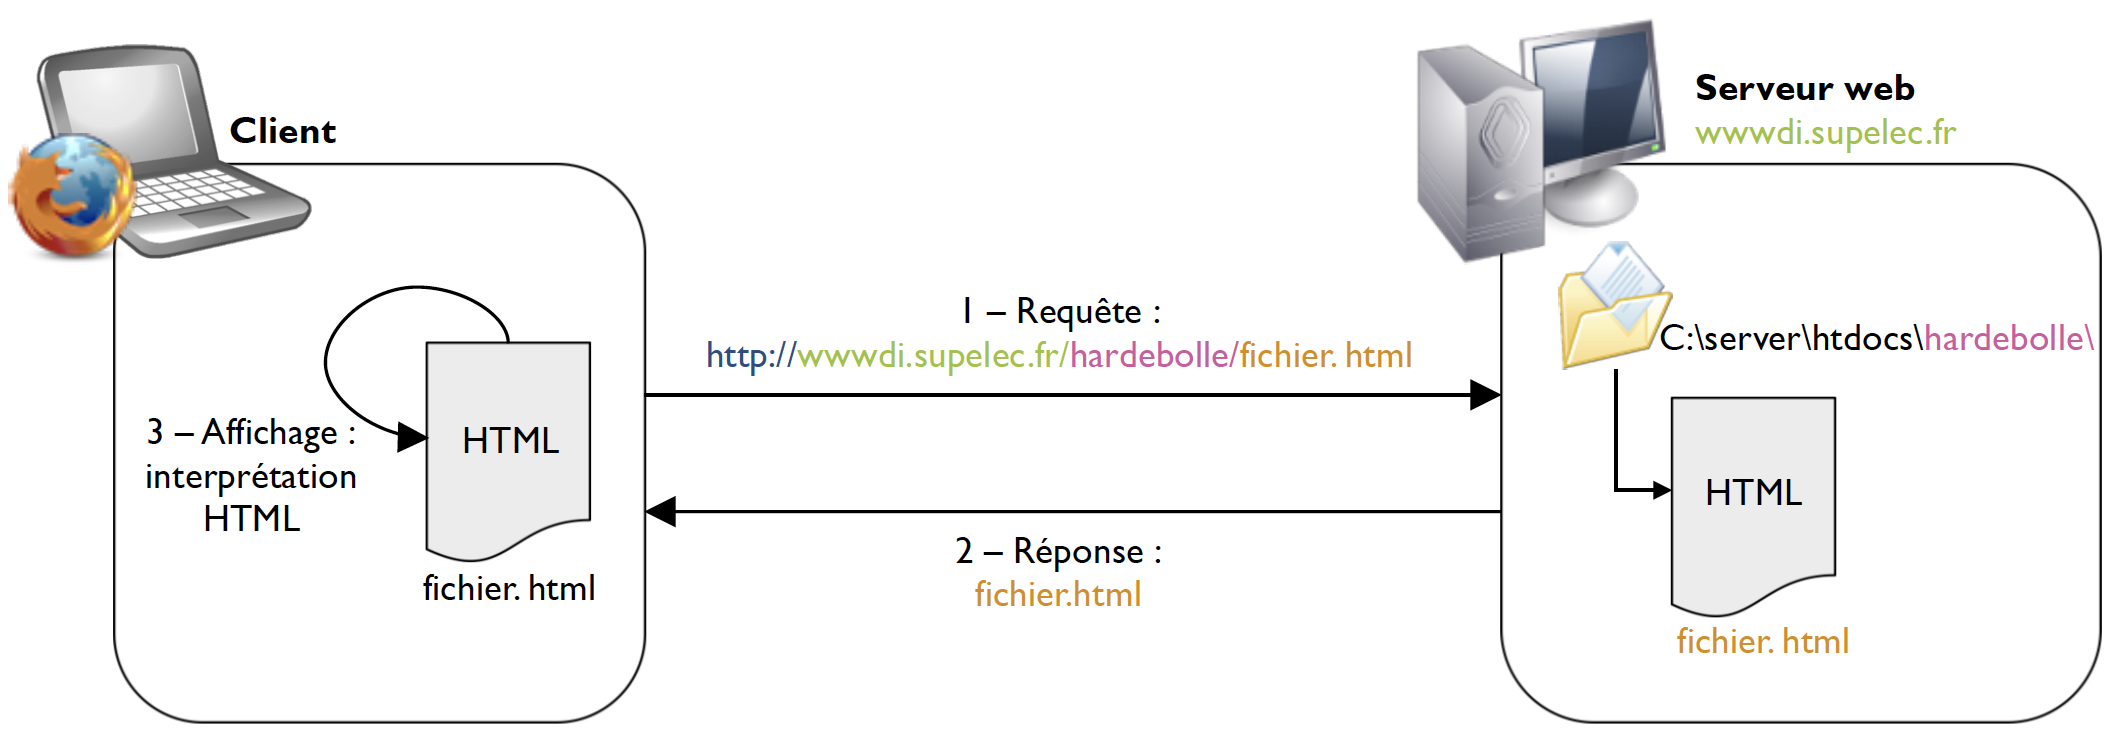 Client
Serveur web
wwwdi.supelec.fr
1 – Requête :
http://wwwdi.supelec.fr/hardebolle/fichier. html
C:\server\htdocs\hardebolle\
3 – Affichage :
interprétation
HTML
HTML
fichier. html
2 – Réponse :
fichier.html
HTML
fichier. html